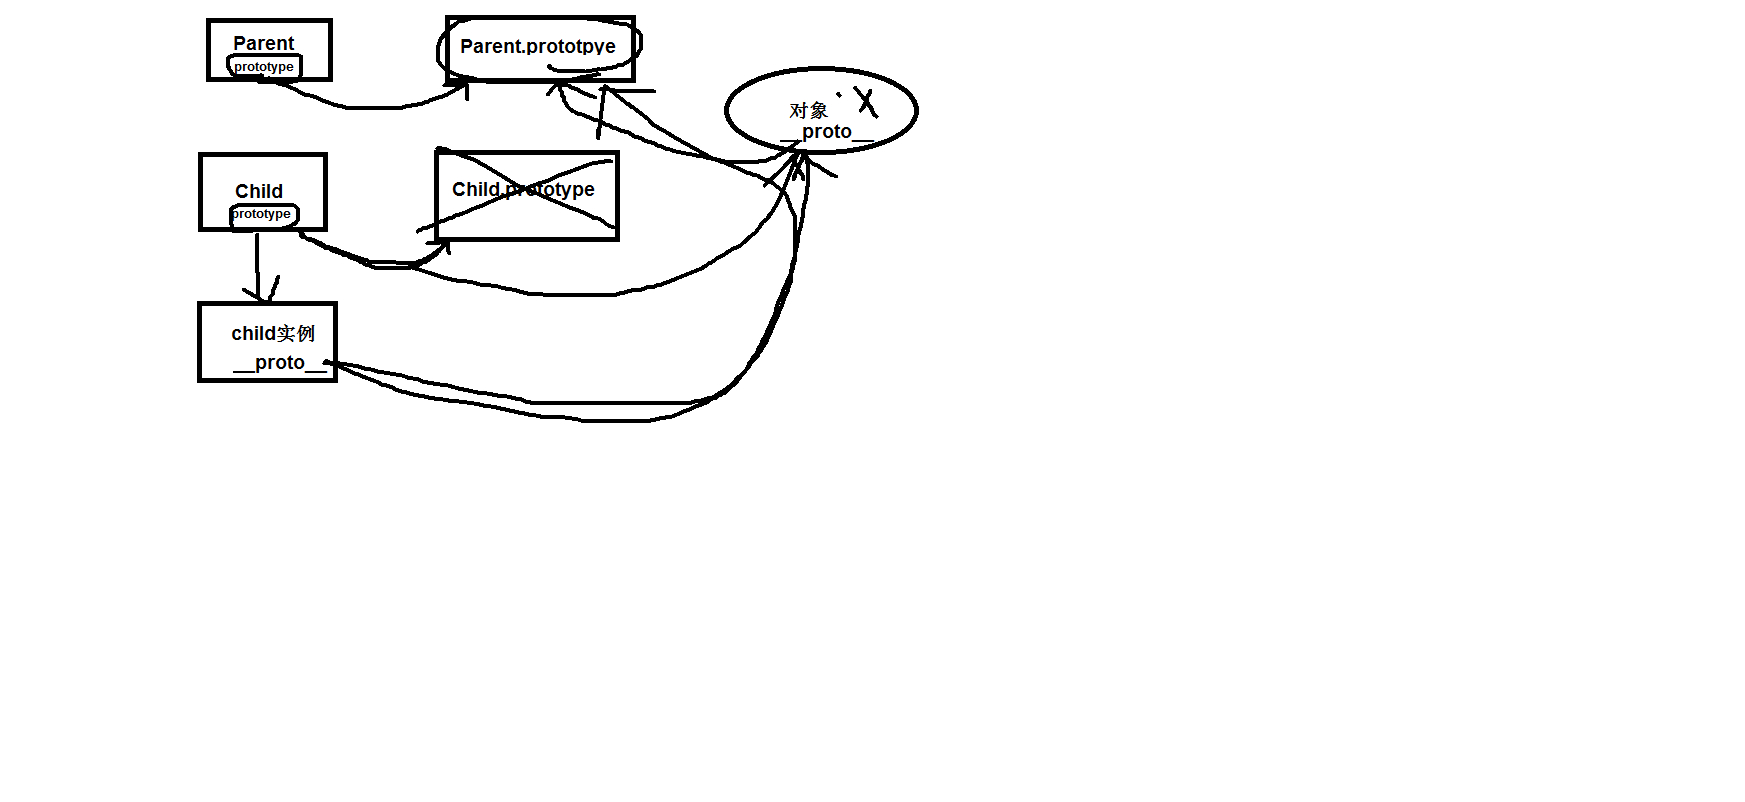 Parent
prototype
Parent.prototpye
对象
__proto__
Child
prototype
Child.prototype
child实例
__proto__